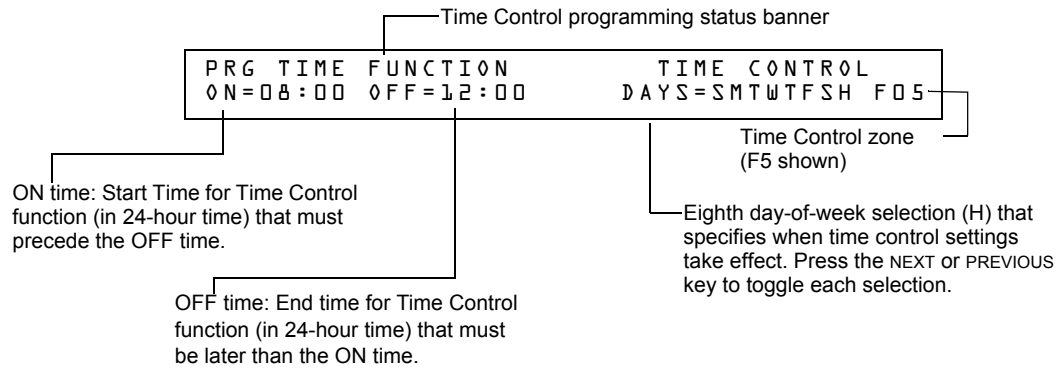 Time Control programming status banner
PRG TIME FUNCTION TIME CONTROL
ON=08:00 OFF=12:00 DAYS=SMTWTFSH F05
Time Control zone
(F5 shown)
ON time: Start Time for Time Control
function (in 24-hour time) that must
precede the OFF time.
Eighth day-of-week selection (H) that
specifies when time control settings
take effect. Press the NEXT or PREVIOUS
key to toggle each selection.
OFF time: End time for Time Control
function (in 24-hour time) that must
be later than the ON time.